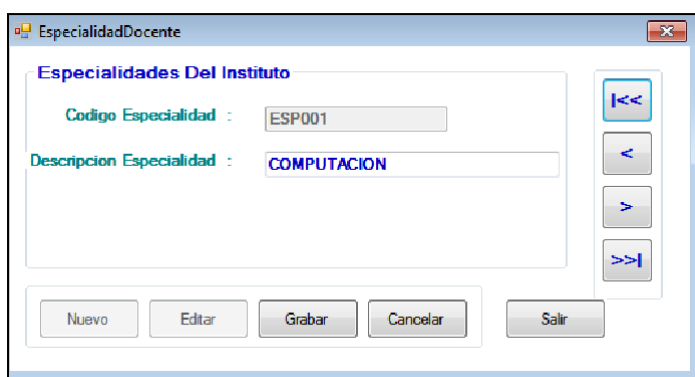 EspecialidadDocente
Especialidades Del Instituto
Codigo Especialidad : ESP001
Descripcion Especialidad : COMPUTACION
|<<
<
>
>>|
Nuevo Editar Grabar Cancelar Salir